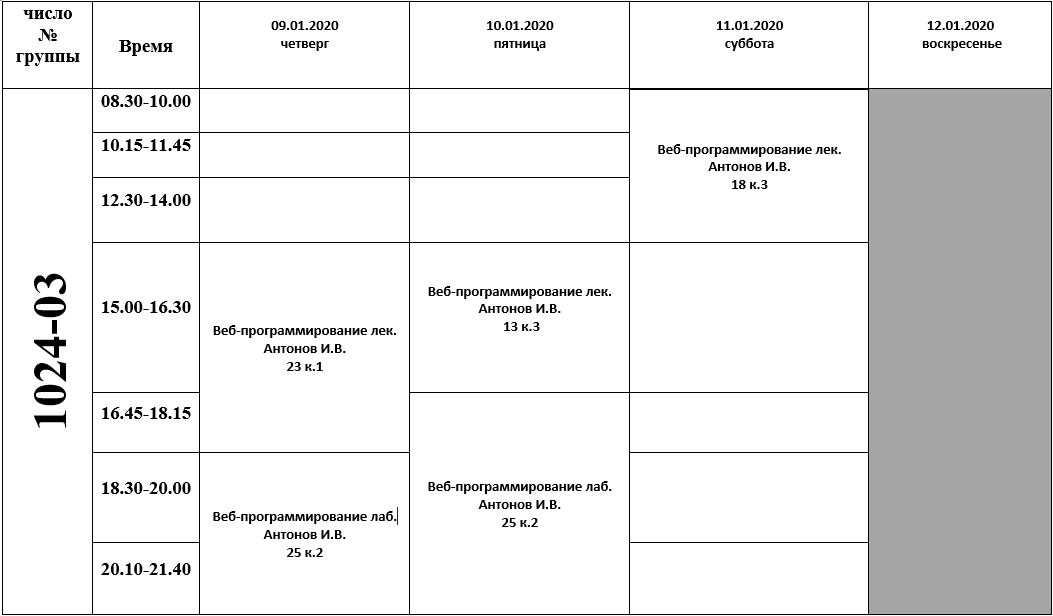 число
№
группы
Время
09.01.2020
четверг
10.01.2020
пятница
11.01.2020
суббота
12.01.2020
воскресенье
1024-03
08.30-10.00
10.15-11.45
12.30-14.00
Веб-программирование лек.
Антонов И.В.
18 к.3
15.00-16.30
Веб-программирование лек.
Антонов И.В.
23 к.1
Веб-программирование лек.
Антонов И.В.
13 к.3
16.45-18.15
Веб-программирование лаб.
Антонов И.В.
25 к.2
18.30-20.00
Веб-программирование лаб.
Антонов И.В.
25 к.2
20.10-21.40